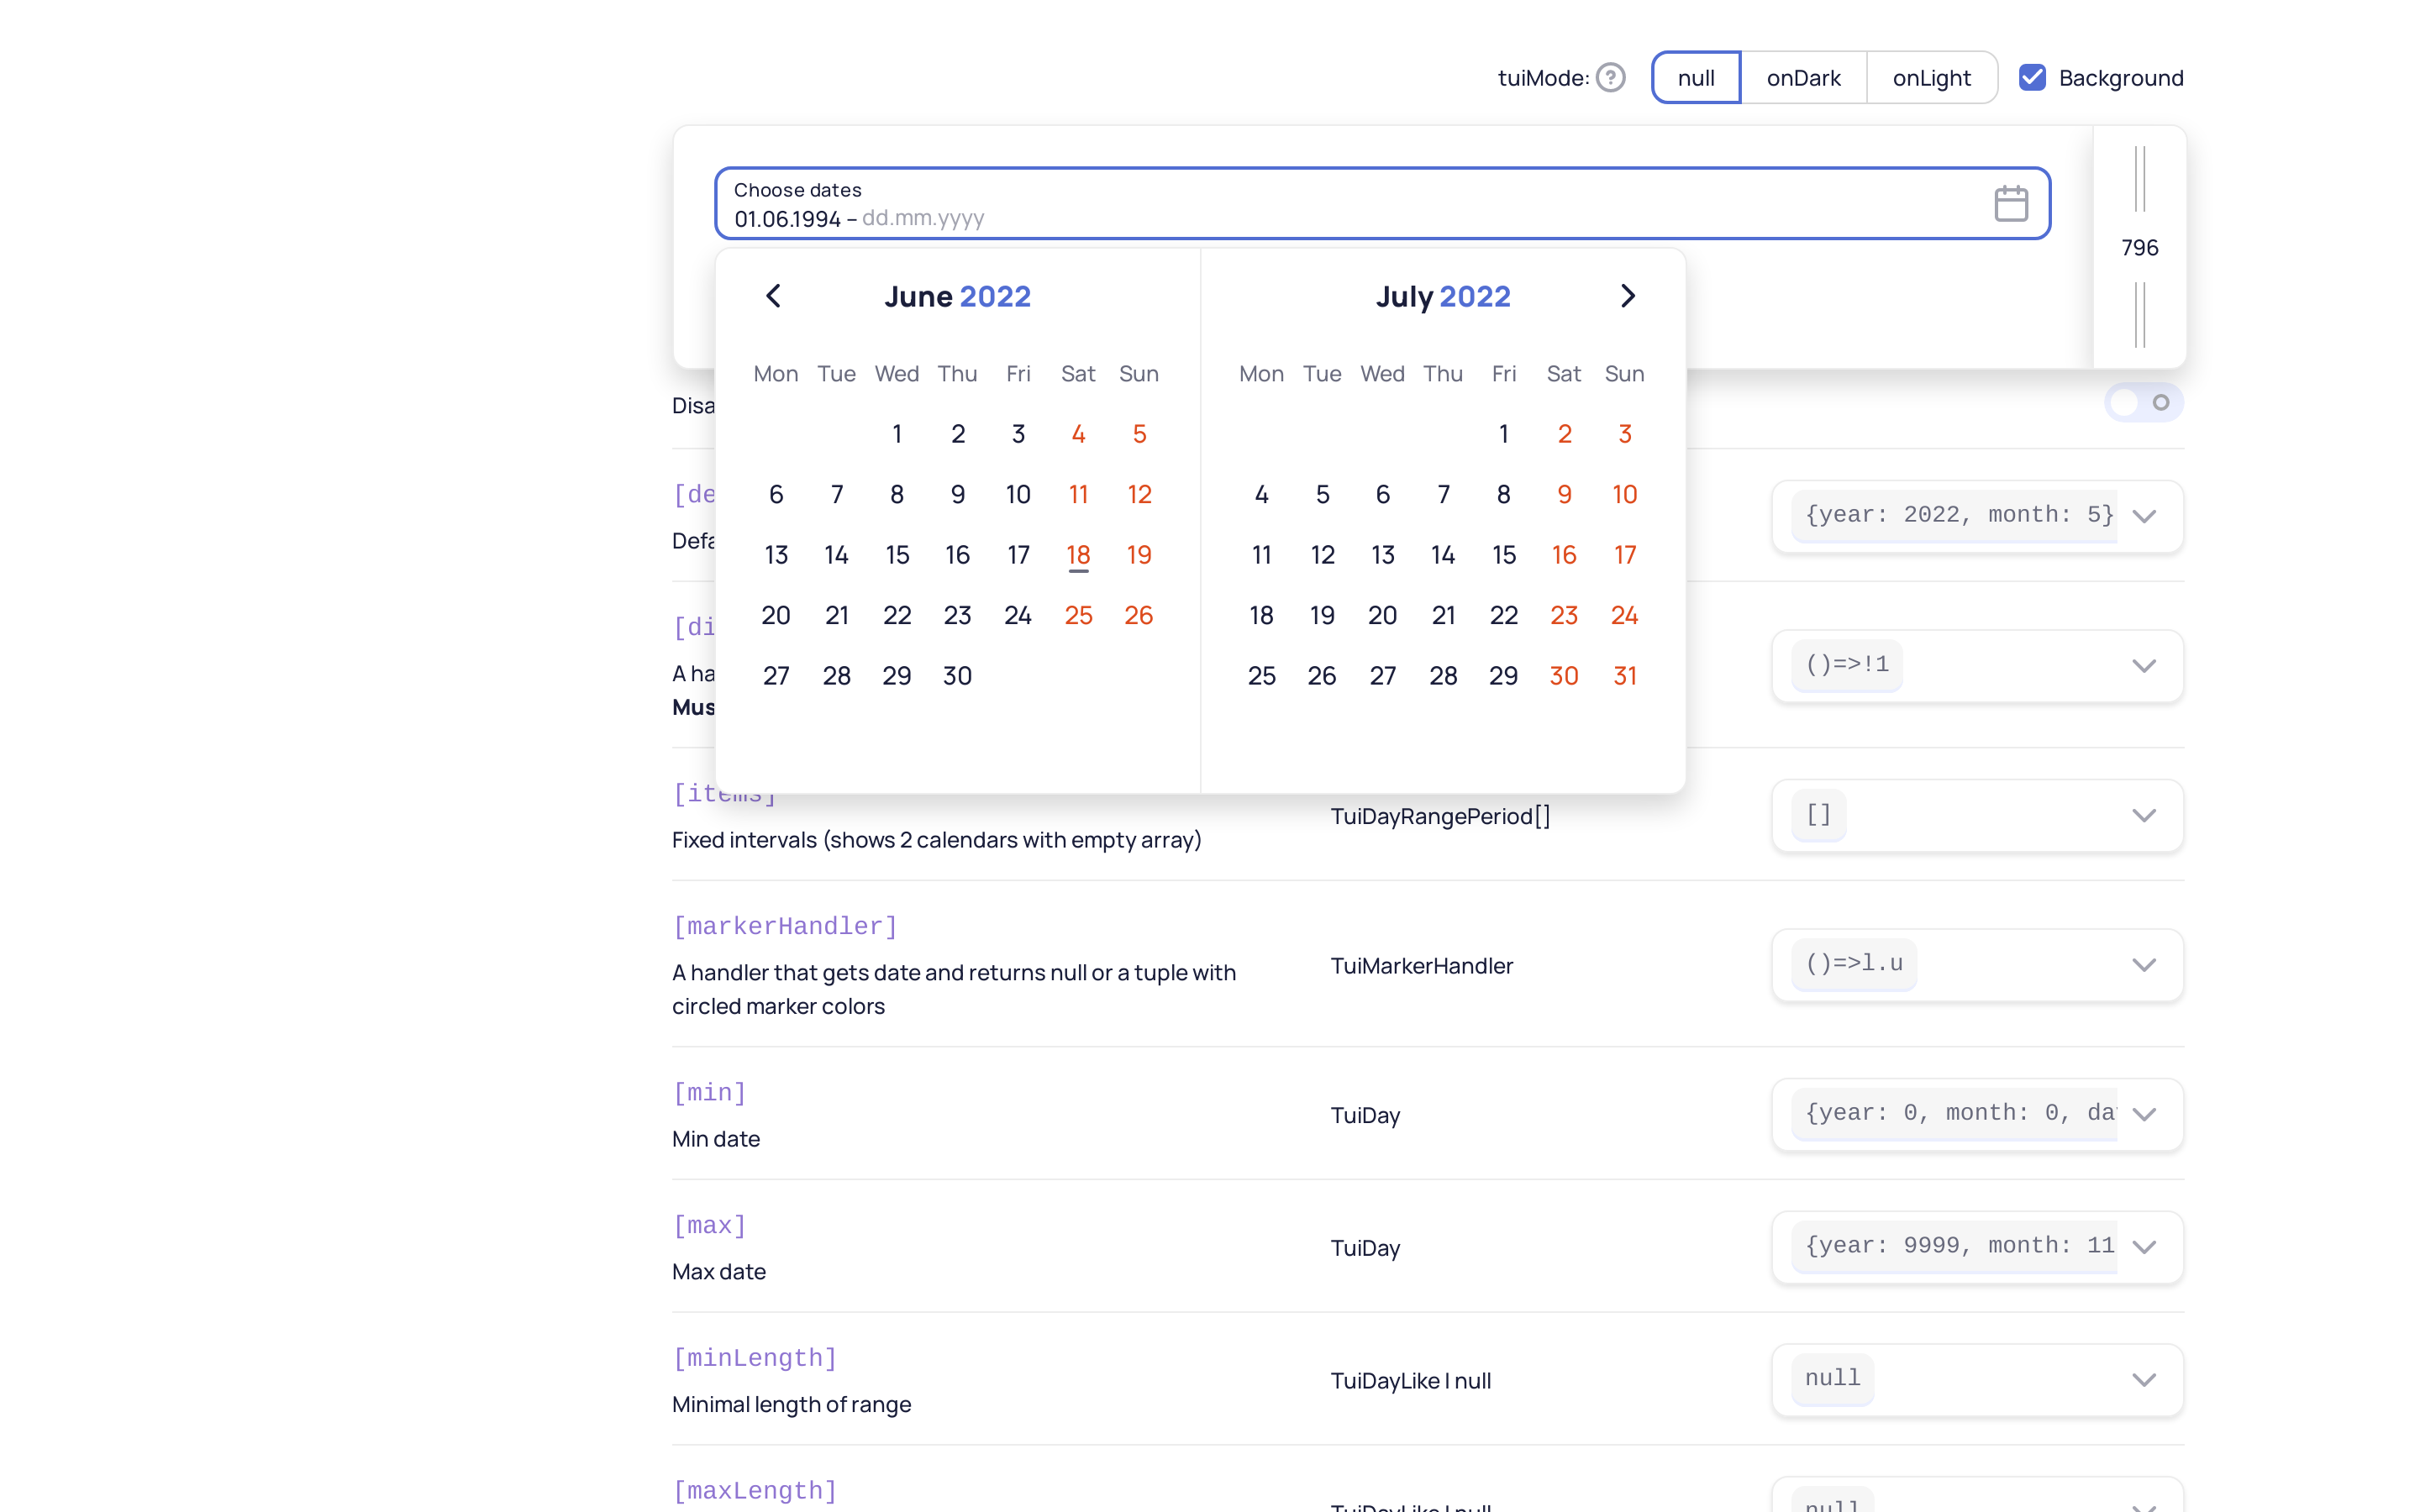 tuiMode: null onDark onLight Background
Choose dates
01.06.1994 – dd.mm.yyyy
796
June 2022
July 2022
Mon Tue Wed Thu Fri Sat Sun
1 2 3 4 5
6 7 8 9 10 11 12
13 14 15 16 17 18 19
20 21 22 23 24 25 26
27 28 29 30
Mon Tue Wed Thu Fri Sat Sun
1 2 3
4 5 6 7 8 9 10
11 12 13 14 15 16 17
18 19 20 21 22 23 24
25 26 27 28 29 30 31
Disa
[de
Defa
{year: 2022, month: 5}
[di
A ha
Mus
()=>!1
[items]
Fixed intervals (shows 2 calendars with empty array)
TuiDayRangePeriod[]
[]
[markerHandler]
A handler that gets date and returns null or a tuple with
circled marker colors
TuiMarkerHandler
()=>l.u
[min]
Min date
TuiDay
{year: 0, month: 0, da
[max]
Max date
TuiDay
{year: 9999, month: 11
[minLength]
Minimal length of range
TuiDayLike | null
null
[maxLength]
TuiDayLike | null
null